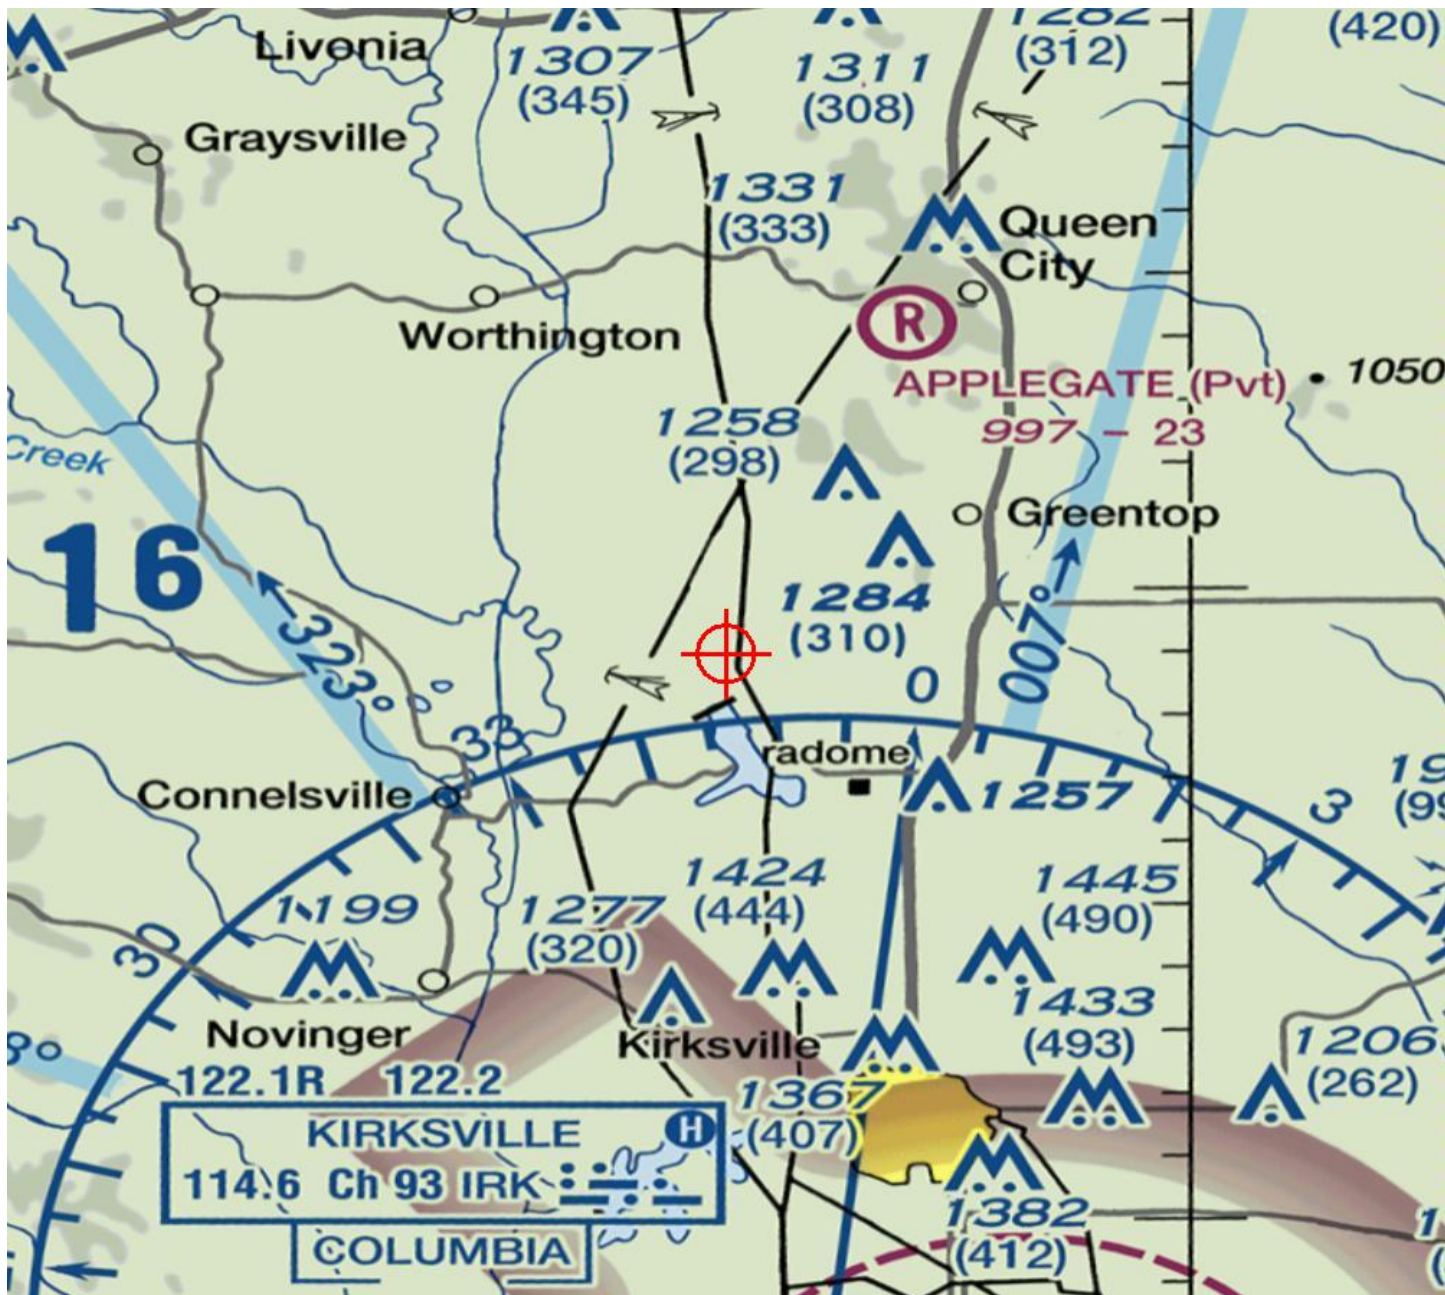 1282
(312)
(420)
Livonia
1307
(345)
1311
(308)
Graysville
1331
(333)
Queen
City
Worthington
R
1050
APPLEGATE (Pvt)
997 - 23
1258
(298)
Creek
Greentop
16
1284
(310)
323°
007°
0
33
radome
Connelsville
1257
3
1424
(444)
1445
(490)
1199
1277
(320)
30
1433
(493)
Novinger
Kirksville
1206
(262)
122.1R 122.2
1367
(407)
KIRKSVILLE
H
114.6 Ch 93 IRK
1382
(412)
COLUMBIA